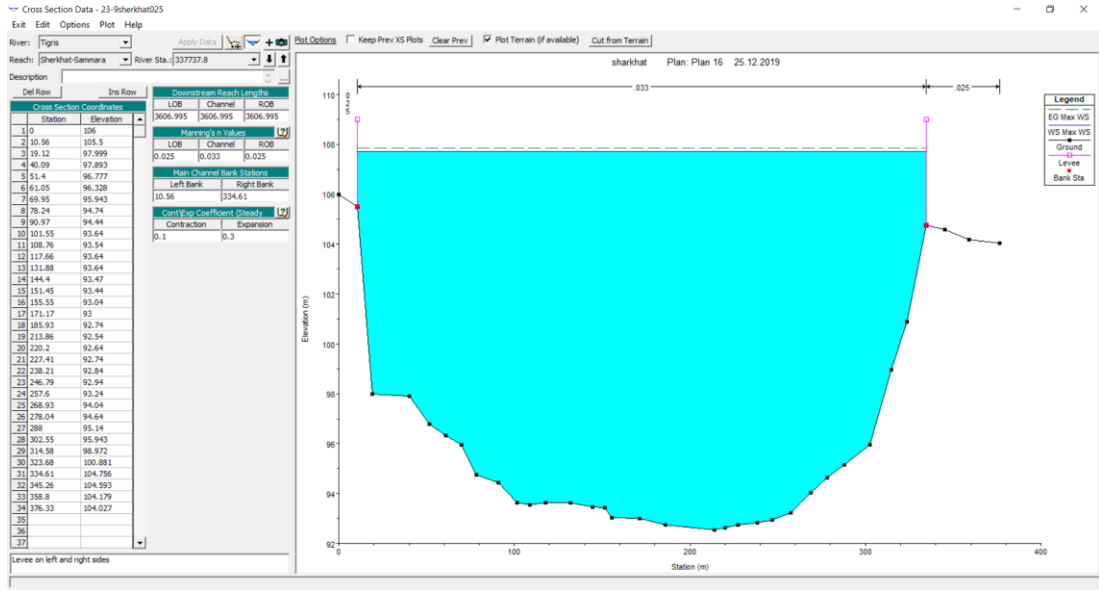 Cross Section Data - 23-9sherkhat025
Exit Edit Options Plot Help
River: Tigris Apply Data
Reach: Sherkhat-Sammara River Sta.: 337737.8
Description ...
Del Row Ins Row
Cross Section Coordinates
Station Elevation
1 0 106
2 10.56 105.5
3 19.12 97.999
4 40.09 97.893
5 51.4 96.777
6 61.05 96.328
7 69.95 95.943
8 78.24 94.74
9 90.97 94.44
10 101.55 93.64
11 108.76 93.54
12 117.66 93.64
13 131.88 93.64
14 144.4 93.47
15 151.45 93.44
16 155.55 93.04
17 171.17 93
18 185.93 92.74
19 213.86 92.54
20 220.2 92.64
21 227.41 92.74
22 238.21 92.84
23 246.79 92.94
24 257.6 93.24
25 268.93 94.04
26 278.04 94.64
27 288 95.14
28 302.55 95.943
29 314.58 98.972
30 323.68 100.881
31 334.61 104.756
32 345.26 104.593
33 358.8 104.179
34 376.33 104.027
35
36
37
Downstream Reach Lengths
LOB Channel ROB
3606.995 3606.995 3606.995
Manning's n Values ?
LOB Channel ROB
0.025 0.033 0.025
Main Channel Bank Stations
Left Bank Right Bank
10.56 334.61
Cont\Exp Coefficient (Steady ?
Contraction Expansion
0.1 0.3
Levee on left and right sides
Plot Options Keep Prev XS Plots Clear Prev Plot Terrain (if available) Cut from Terrain
sharkhat Plan: Plan 16 25.12.2019
.025
.033
.025
110
108
106
104
102
100
98
96
94
92
Elevation (m)
0 100 200 300 400
Station (m)
Legend
EG Max WS
WS Max WS
Ground
Levee
Bank Sta